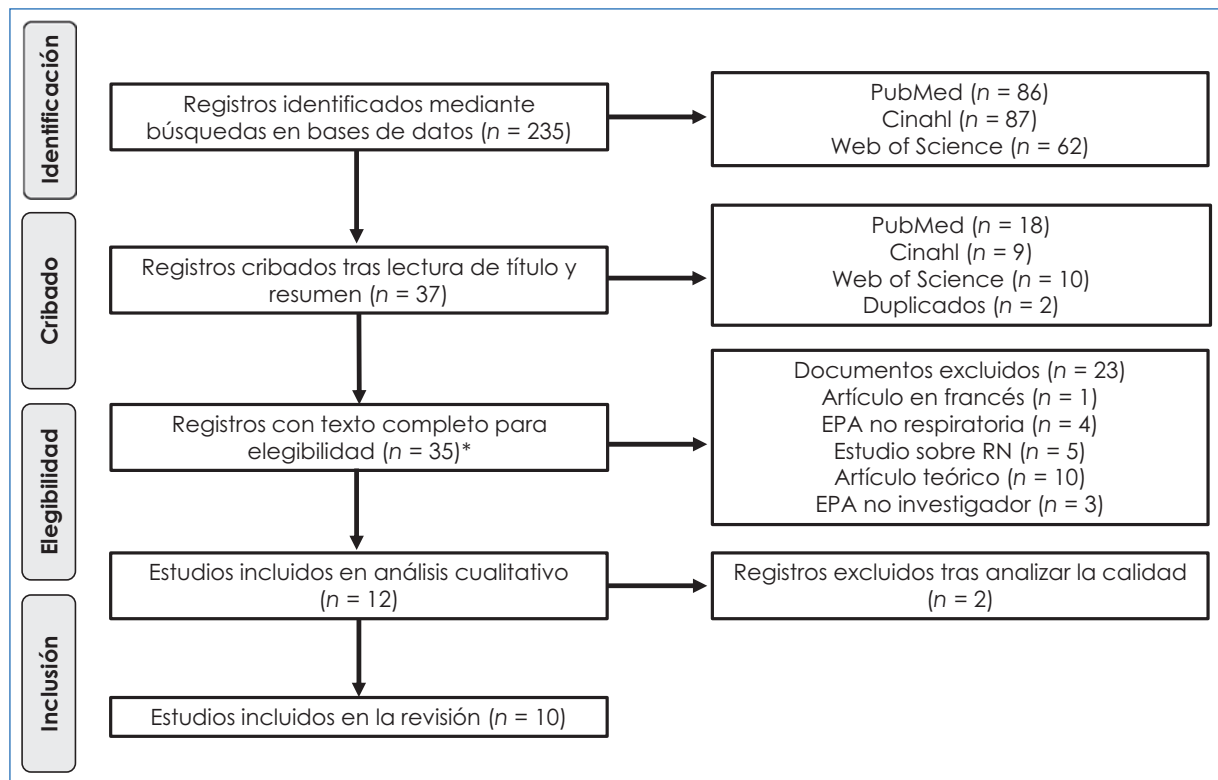 Identificación
Registros identificados mediante
búsquedas en bases de datos (n = 235)
PubMed (n = 86)
Cinahl (n = 87)
Web of Science (n = 62)
Cribado
Registros cribados tras lectura de título y
resumen (n = 37)
PubMed (n = 18)
Cinahl (n = 9)
Web of Science (n = 10)
Duplicados (n = 2)
Elegibilidad
Registros con texto completo para
elegibilidad (n = 35)*
Documentos excluidos (n = 23)
Artículo en francés (n = 1)
EPA no respiratoria (n = 4)
Estudio sobre RN (n = 5)
Artículo teórico (n = 10)
EPA no investigador (n = 3)
Estudios incluidos en análisis cualitativo
(n = 12)
Registros excluidos tras analizar la calidad
(n = 2)
Inclusión
Estudios incluidos en la revisión (n = 10)